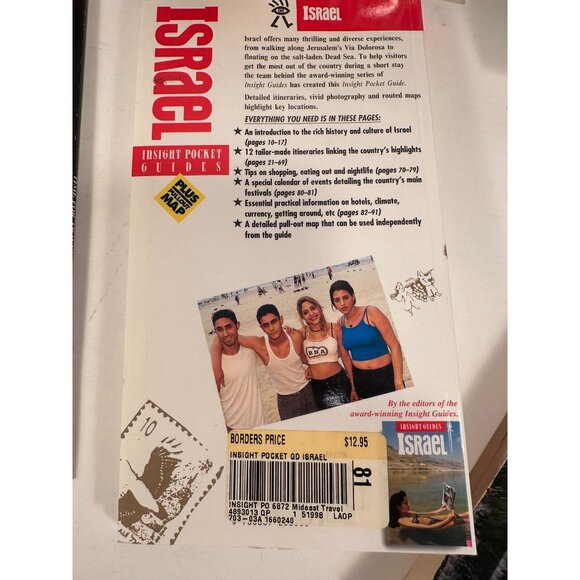 ISRAEL
ISRAEL
INSIGHT POCKET
GUIDES
PLUS
PULLOUT
MAP
Israel offers many thrilling and diverse experiences,
from walking along Jerusalem's Via Dolorosa to
floating on the salt-laden Dead Sea. To help visitors
get the most out of the country during a short stay
the team behind the award-winning series of
Insight Guides has created this Insight Pocket Guide.
Detailed itineraries, vivid photography and routed maps
highlight key locations.
EVERYTHING YOU NEED IS IN THESE PAGES:
★ An introduction to the rich history and culture of Israel
(pages 10–17)
★ 12 tailor-made itineraries linking the country's highlights
(pages 21–69)
★ Tips on shopping, eating out and nightlife (pages 70–79)
★ A special calendar of events detailing the country's main
festivals (pages 80–81)
★ Essential practical information on hotels, climate,
currency, getting around, etc (pages 82–91)
★ A detailed pull-out map that can be used independently
from the guide
BNA
By the editors of the
award-winning Insight Guides.
INSIGHT GUIDES
ISRAEL
10
BORDERS PRICE $12.95
INSIGHT POCKET GD ISRAEL
81
INSIGHT PO 6872 Mideast Travel
4893013 QP 1 51998 LAOP
703-03A 1660240